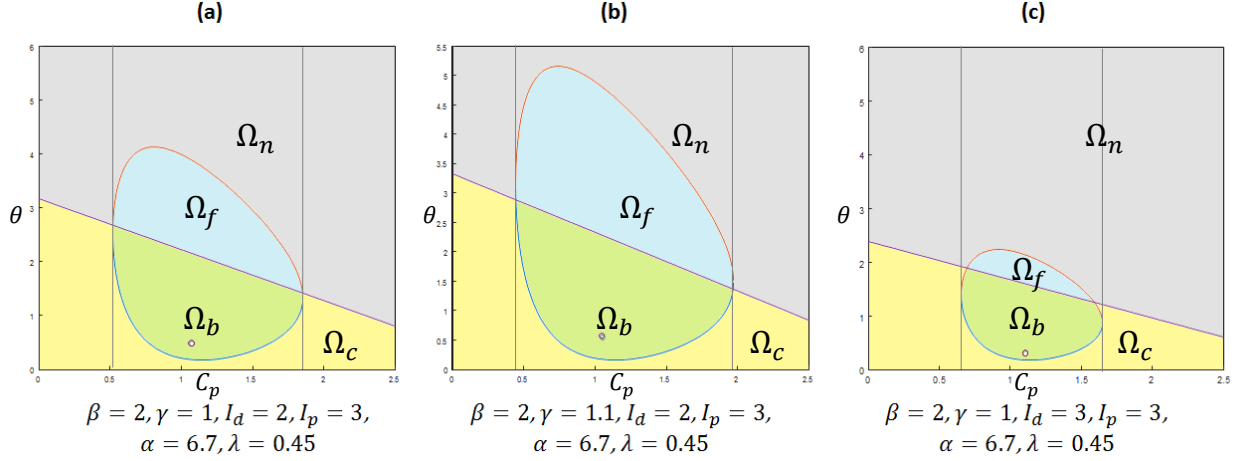 (a)
(b)
(c)
6
5
4
3
2
1
0
θ
Ω_n
Ω_f
Ω_b
Ω_c
0
0.5
1
1.5
2
2.5
C_p
β = 2, γ = 1, I_d = 2, I_p = 3,
α = 6.7, λ = 0.45
5.5
5
4.5
4
3.5
3
2.5
2
1.5
1
0.5
0
θ
Ω_n
Ω_f
Ω_b
Ω_c
0
0.5
1
1.5
2
2.5
C_p
β = 2, γ = 1.1, I_d = 2, I_p = 3,
α = 6.7, λ = 0.45
6
5
4
3
2
1
0
θ
Ω_n
Ω_f
Ω_b
Ω_c
0
0.5
1
1.5
2
2.5
C_p
β = 2, γ = 1, I_d = 3, I_p = 3,
α = 6.7, λ = 0.45